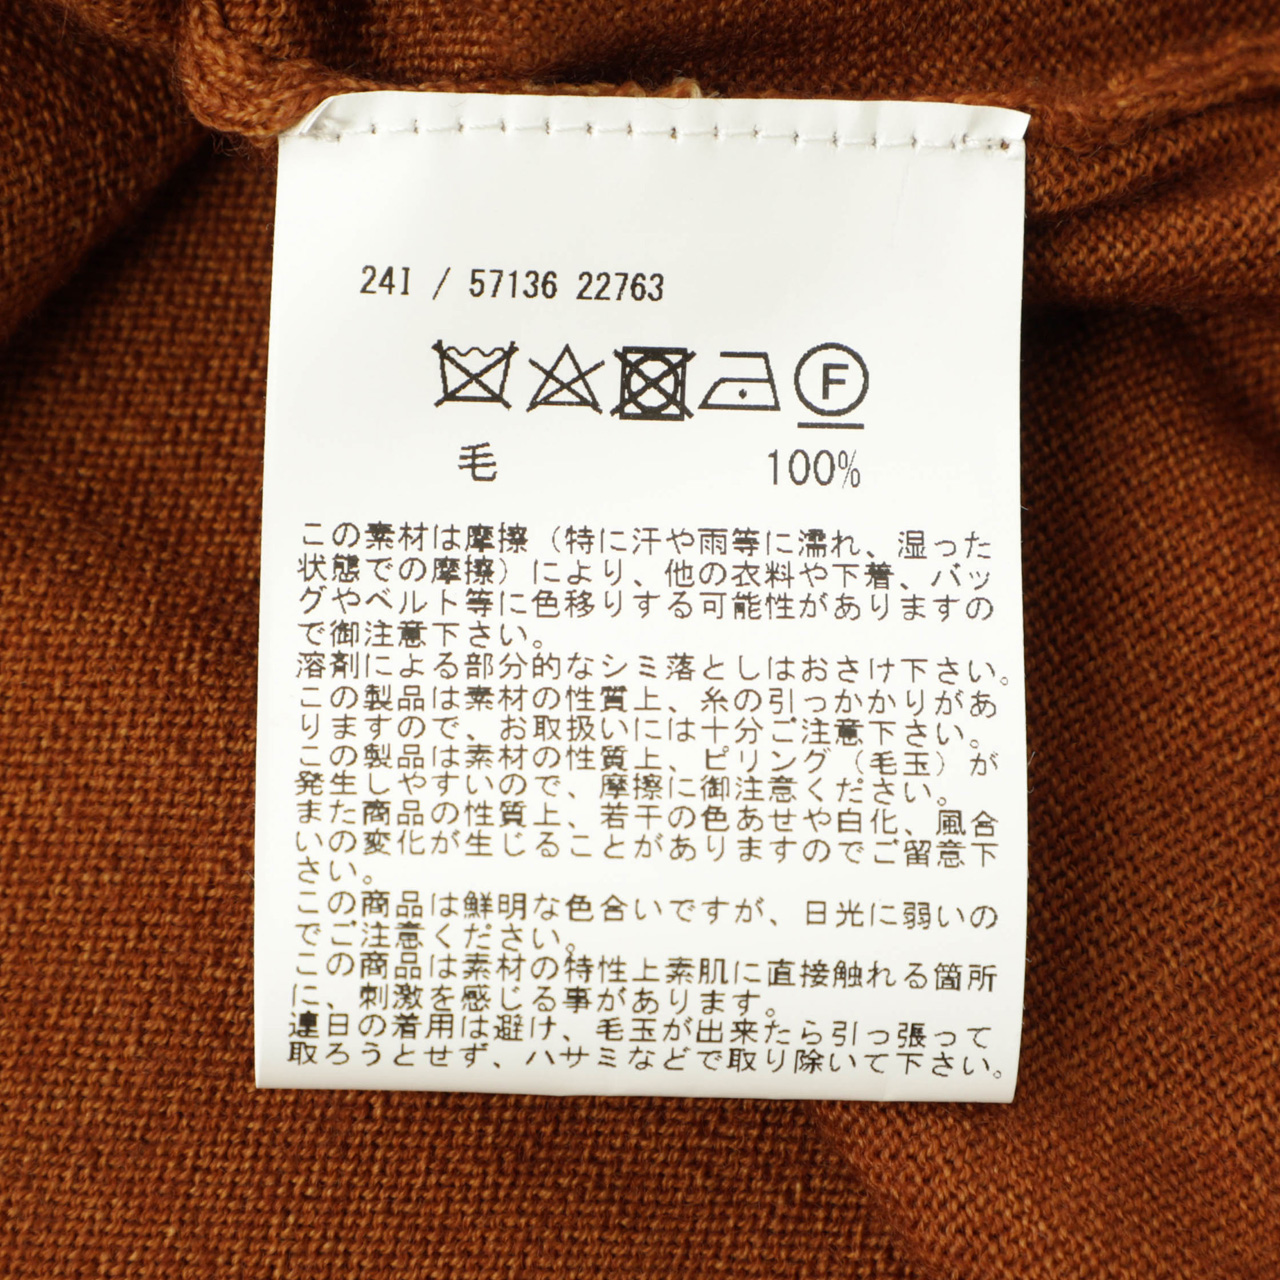 24I / 57136 22763
F
毛 100%
この素材は摩擦（特に汗や雨等に濡れ、湿った
状態での摩擦）により、他の衣料や下着、バッ
グやベルト等に色移りする可能性がありますの
で御注意下さい。
溶剤による部分的なシミ落としはおさけ下さい。
この製品は素材の性質上、糸の引っかかりがあ
りますので、お取扱いには十分ご注意下さい。
この製品は素材の性質上、ピリング（毛玉）が
発生しやすいので、摩擦に御注意ください。
また商品の性質上、若干の色あせや白化、風合
いの変化が生じることがありますのでご留意下
さい。
この商品は鮮明な色合いですが、日光に弱いの
でご注意ください。
この商品は素材の特性上素肌に直接触れる箇所
に、刺激を感じる事があります。
連日の着用は避け、毛玉が出来たら引っ張って
取ろうとせず、ハサミなどで取り除いて下さい。